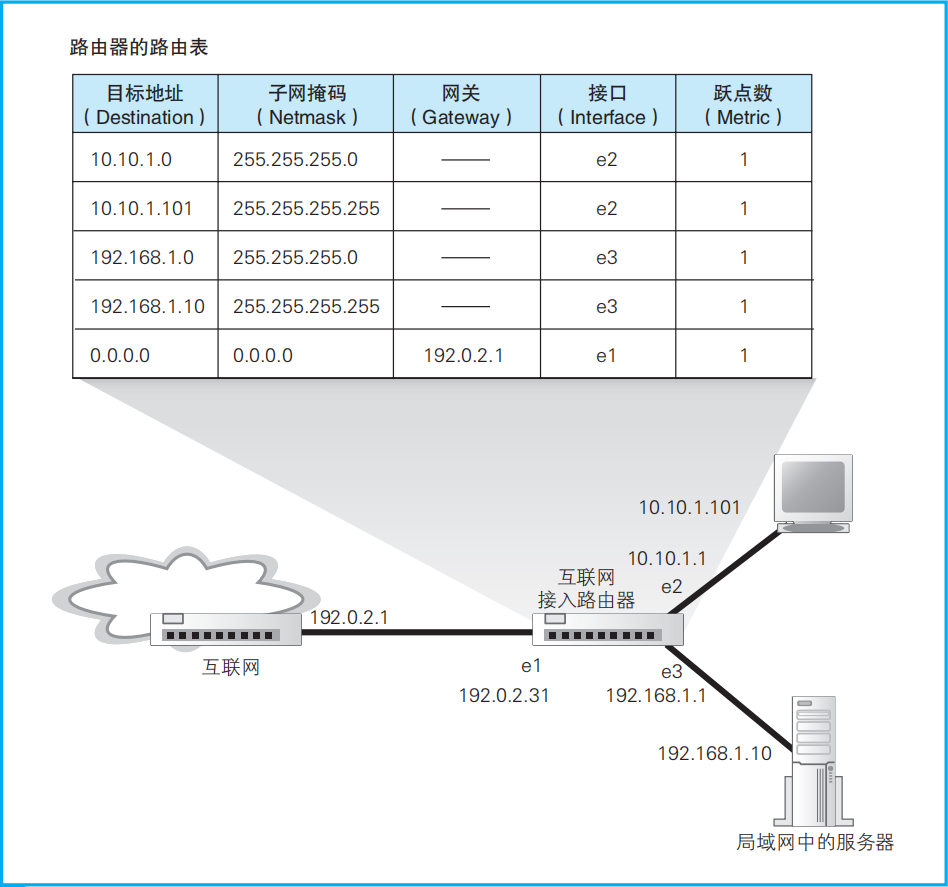 路由器的路由表
目标地址 子网掩码 网关 接口 跃点数
（Destination） （Netmask） （Gateway） （Interface） （Metric）
10.10.1.0 255.255.255.0 —— e2 1
10.10.1.101 255.255.255.255 —— e2 1
192.168.1.0 255.255.255.0 —— e3 1
192.168.1.10 255.255.255.255 —— e3 1
0.0.0.0 0.0.0.0 192.0.2.1 e1 1
10.10.1.101
10.10.1.1
互联网
e2
接入路由器
192.0.2.1
互联网
e1
e3
192.0.2.31
192.168.1.1
192.168.1.10
局域网中的服务器